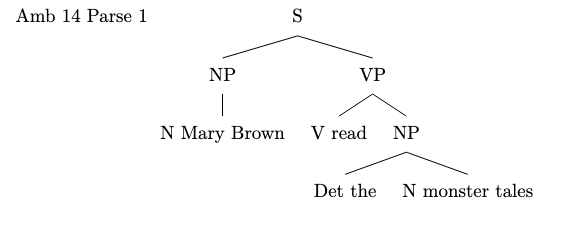 Amb 14 Parse 1 S
NP VP
N Mary Brown V read NP
Det the N monster tales